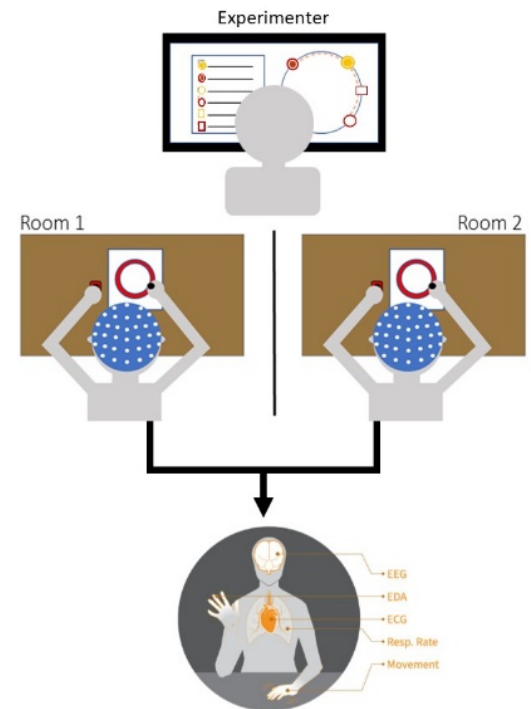 Experimenter
Room 1
Room 2
EEG
EDA
ECG
Resp. Rate
Movement